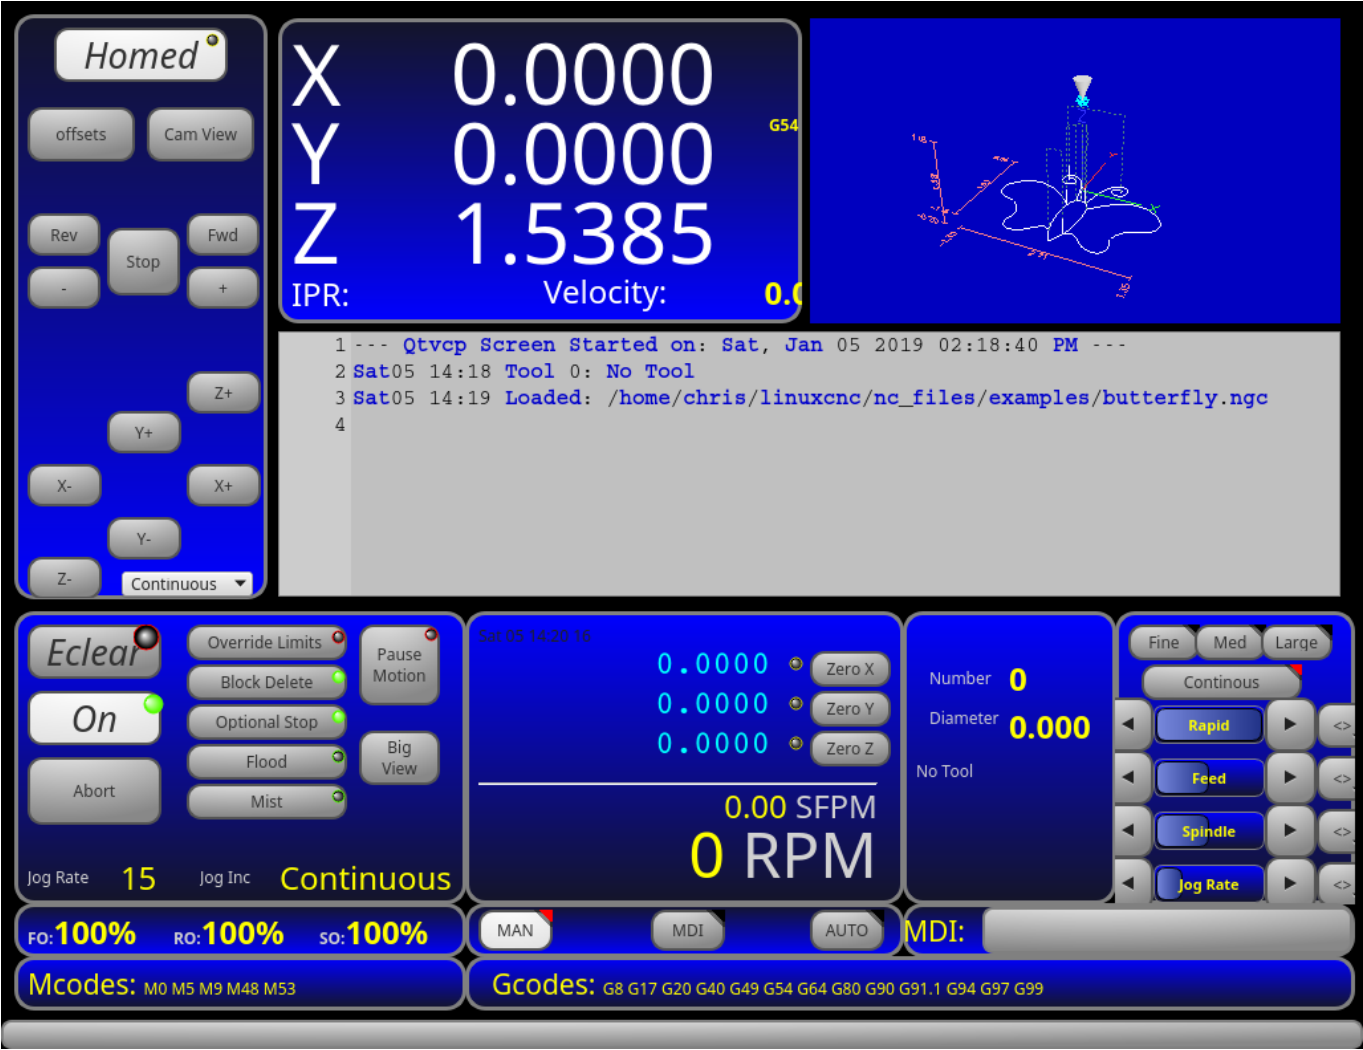 Homed
offsets
Cam View
Rev
Fwd
Stop
-
+
Z+
Y+
X-
X+
Y-
Z-
Continuous
X 0.0000
Y 0.0000
G54
Z 1.5385
IPR:
Velocity:
0.0
X
Y
Z
1 --- Qtvcp Screen Started on: Sat, Jan 05 2019 02:18:40 PM ---
2 Sat05 14:18 Tool 0: No Tool
3 Sat05 14:19 Loaded: /home/chris/linuxcnc/nc_files/examples/butterfly.ngc
4
Eclear
On
Abort
Override Limits
Block Delete
Optional Stop
Flood
Mist
Pause
Motion
Big
View
Jog Rate 15
Jog Inc Continuous
0.0000 Zero X
0.0000 Zero Y
0.0000 Zero Z
0.00 SFPM
0 RPM
Number 0
Diameter 0.000
No Tool
Fine
Med
Large
Continous
Rapid
<>
Feed
<>
Spindle
<>
Jog Rate
<>
FO:100%
RO:100%
SO:100%
MAN
MDI
AUTO
MDI:
Mcodes: M0 M5 M9 M48 M53
Gcodes: G8 G17 G20 G40 G49 G54 G64 G80 G90 G91.1 G94 G97 G99